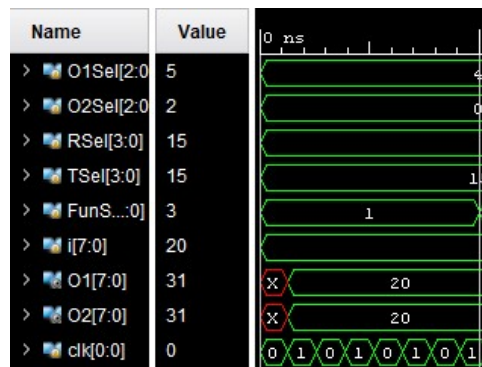 Name Value 0 ns
O1Sel[2:0 5 4
O2Sel[2:0 2 0
RSel[3:0] 15
TSel[3:0] 15 1
FunS...:0] 3 1
i[7:0] 20
O1[7:0] 31 X 20
O2[7:0] 31 X 20
clk[0:0] 0 0 1 0 1 0 1 0 1